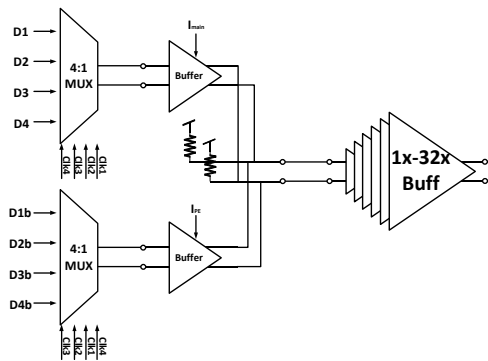 D1
D2
D3
D4
4:1
MUX
Clk4
Clk3
Clk2
Clk1
Imain
Buffer
1x-32x
Buff
D1b
D2b
D3b
D4b
4:1
MUX
Clk3
Clk2
Clk1
Clk4
IPE
Buffer